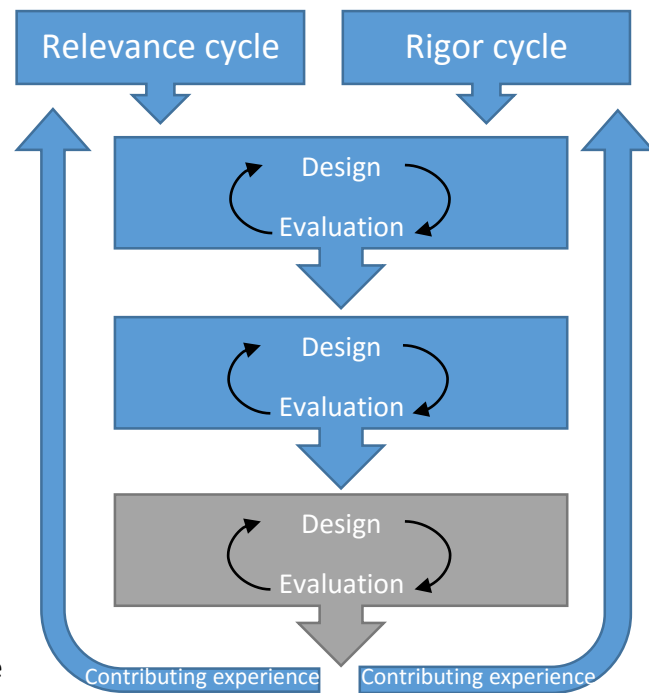 Relevance cycle
Rigor cycle
Design
Evaluation
Design
Evaluation
Design
Evaluation
e
Contributing experience
Contributing experience